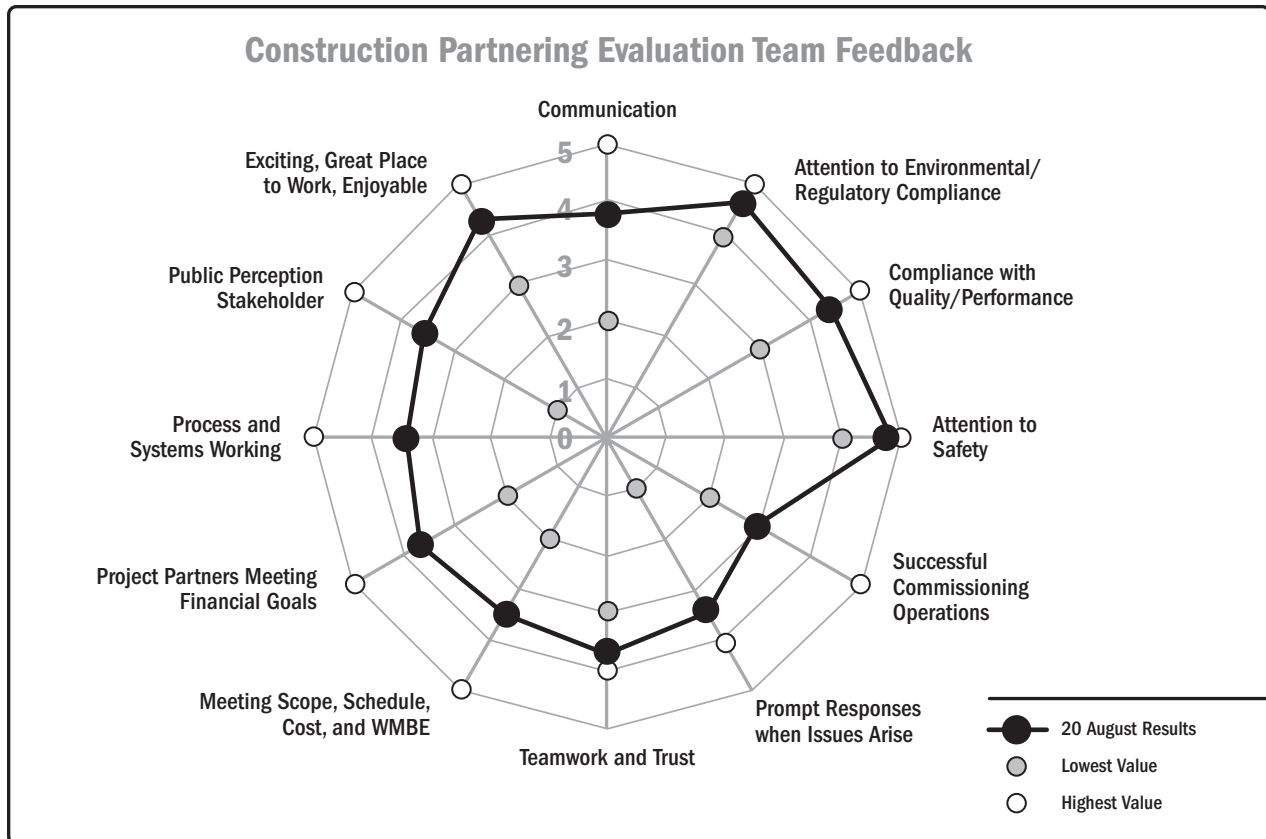 Construction Partnering Evaluation Team Feedback
Communication
Attention to Environmental/
Regulatory Compliance
Compliance with
Quality/Performance
Attention to
Safety
Successful
Commissioning
Operations
Prompt Responses
when Issues Arise
Teamwork and Trust
Meeting Scope, Schedule,
Cost, and WMBE
Project Partners Meeting
Financial Goals
Process and
Systems Working
Public Perception
Stakeholder
Exciting, Great Place
to Work, Enjoyable
5
4
3
2
1
0
20 August Results
Lowest Value
Highest Value